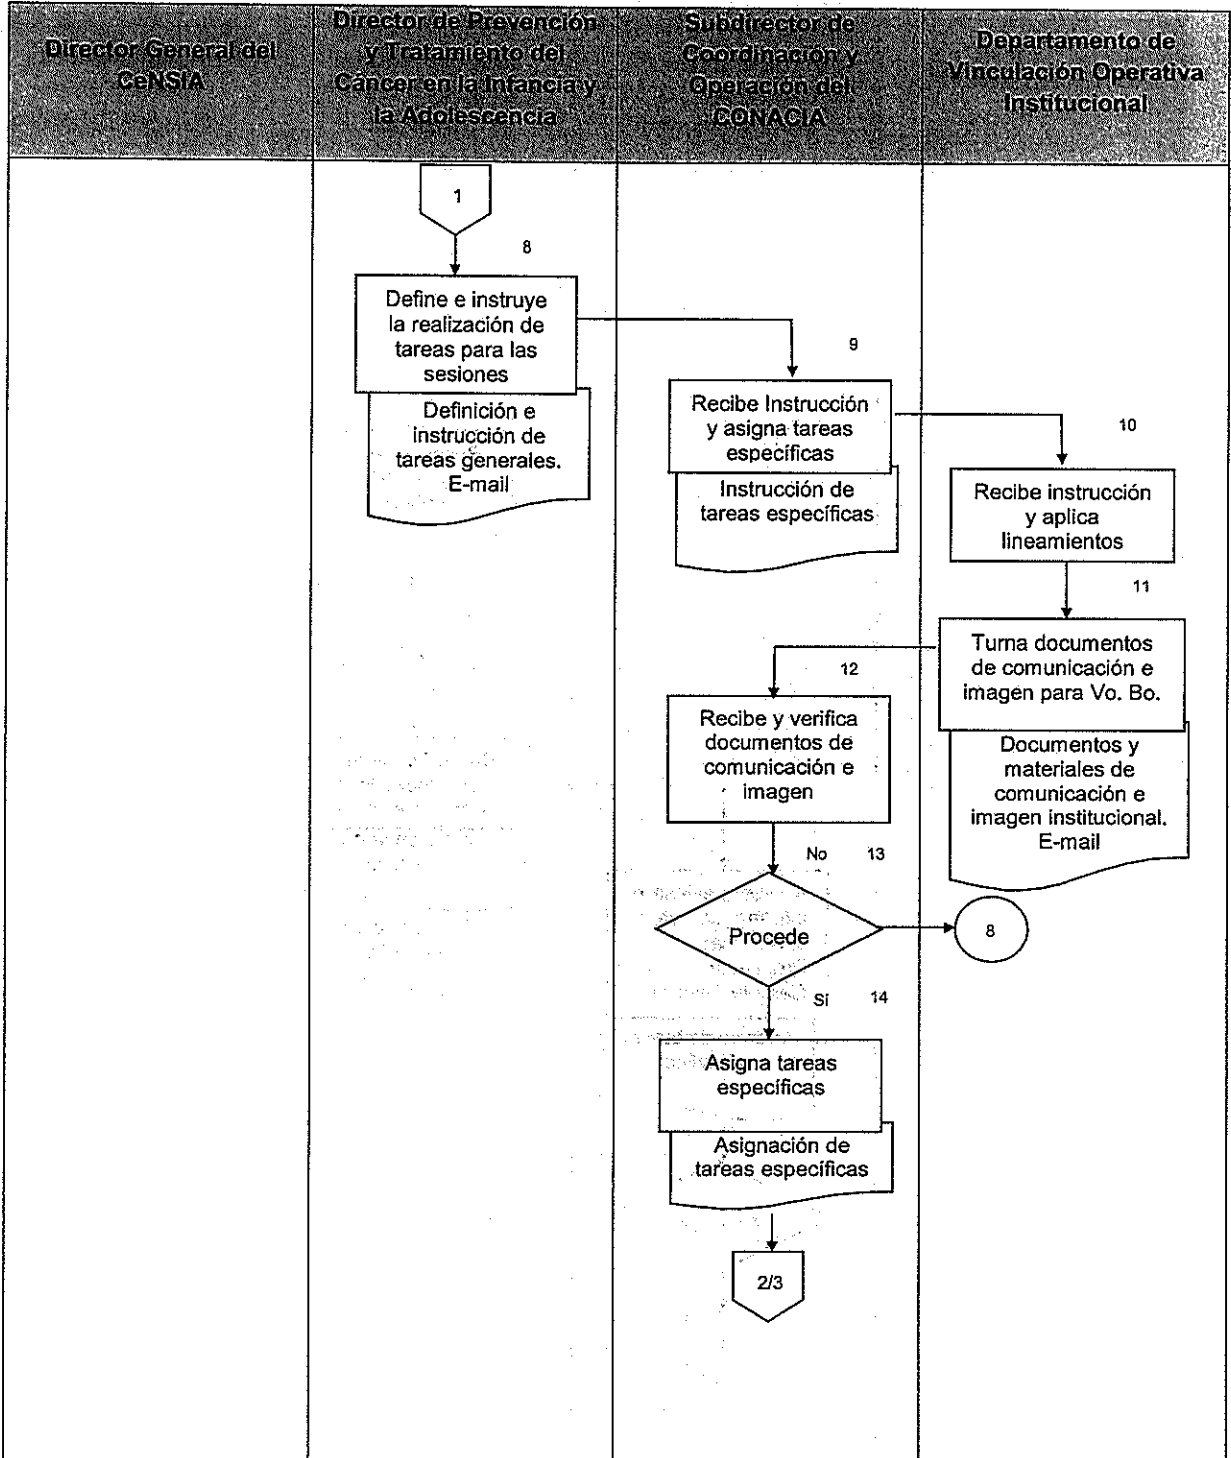 Director General del
CeNSIA
Director de Prevención
y Tratamiento del
Cáncer en la Infancia y
la Adolescencia
Subdirector de
Coordinación y
Operación del
CONACIA
Departamento de
Vinculación Operativa
Institucional
1
8
Define e instruye
la realización de
tareas para las
sesiones
Definición e
instrucción de
tareas generales.
E-mail
9
Recibe Instrucción
y asigna tareas
específicas
Instrucción de
tareas específicas
10
Recibe instrucción
y aplica
lineamientos
11
Turna documentos
de comunicación e
imagen para Vo. Bo.
Documentos y
materiales de
comunicación e
imagen institucional.
E-mail
12
Recibe y verifica
documentos de
comunicación e
imagen
No 13
Procede
8
Si 14
Asigna tareas
específicas
Asignación de
tareas específicas
2/3